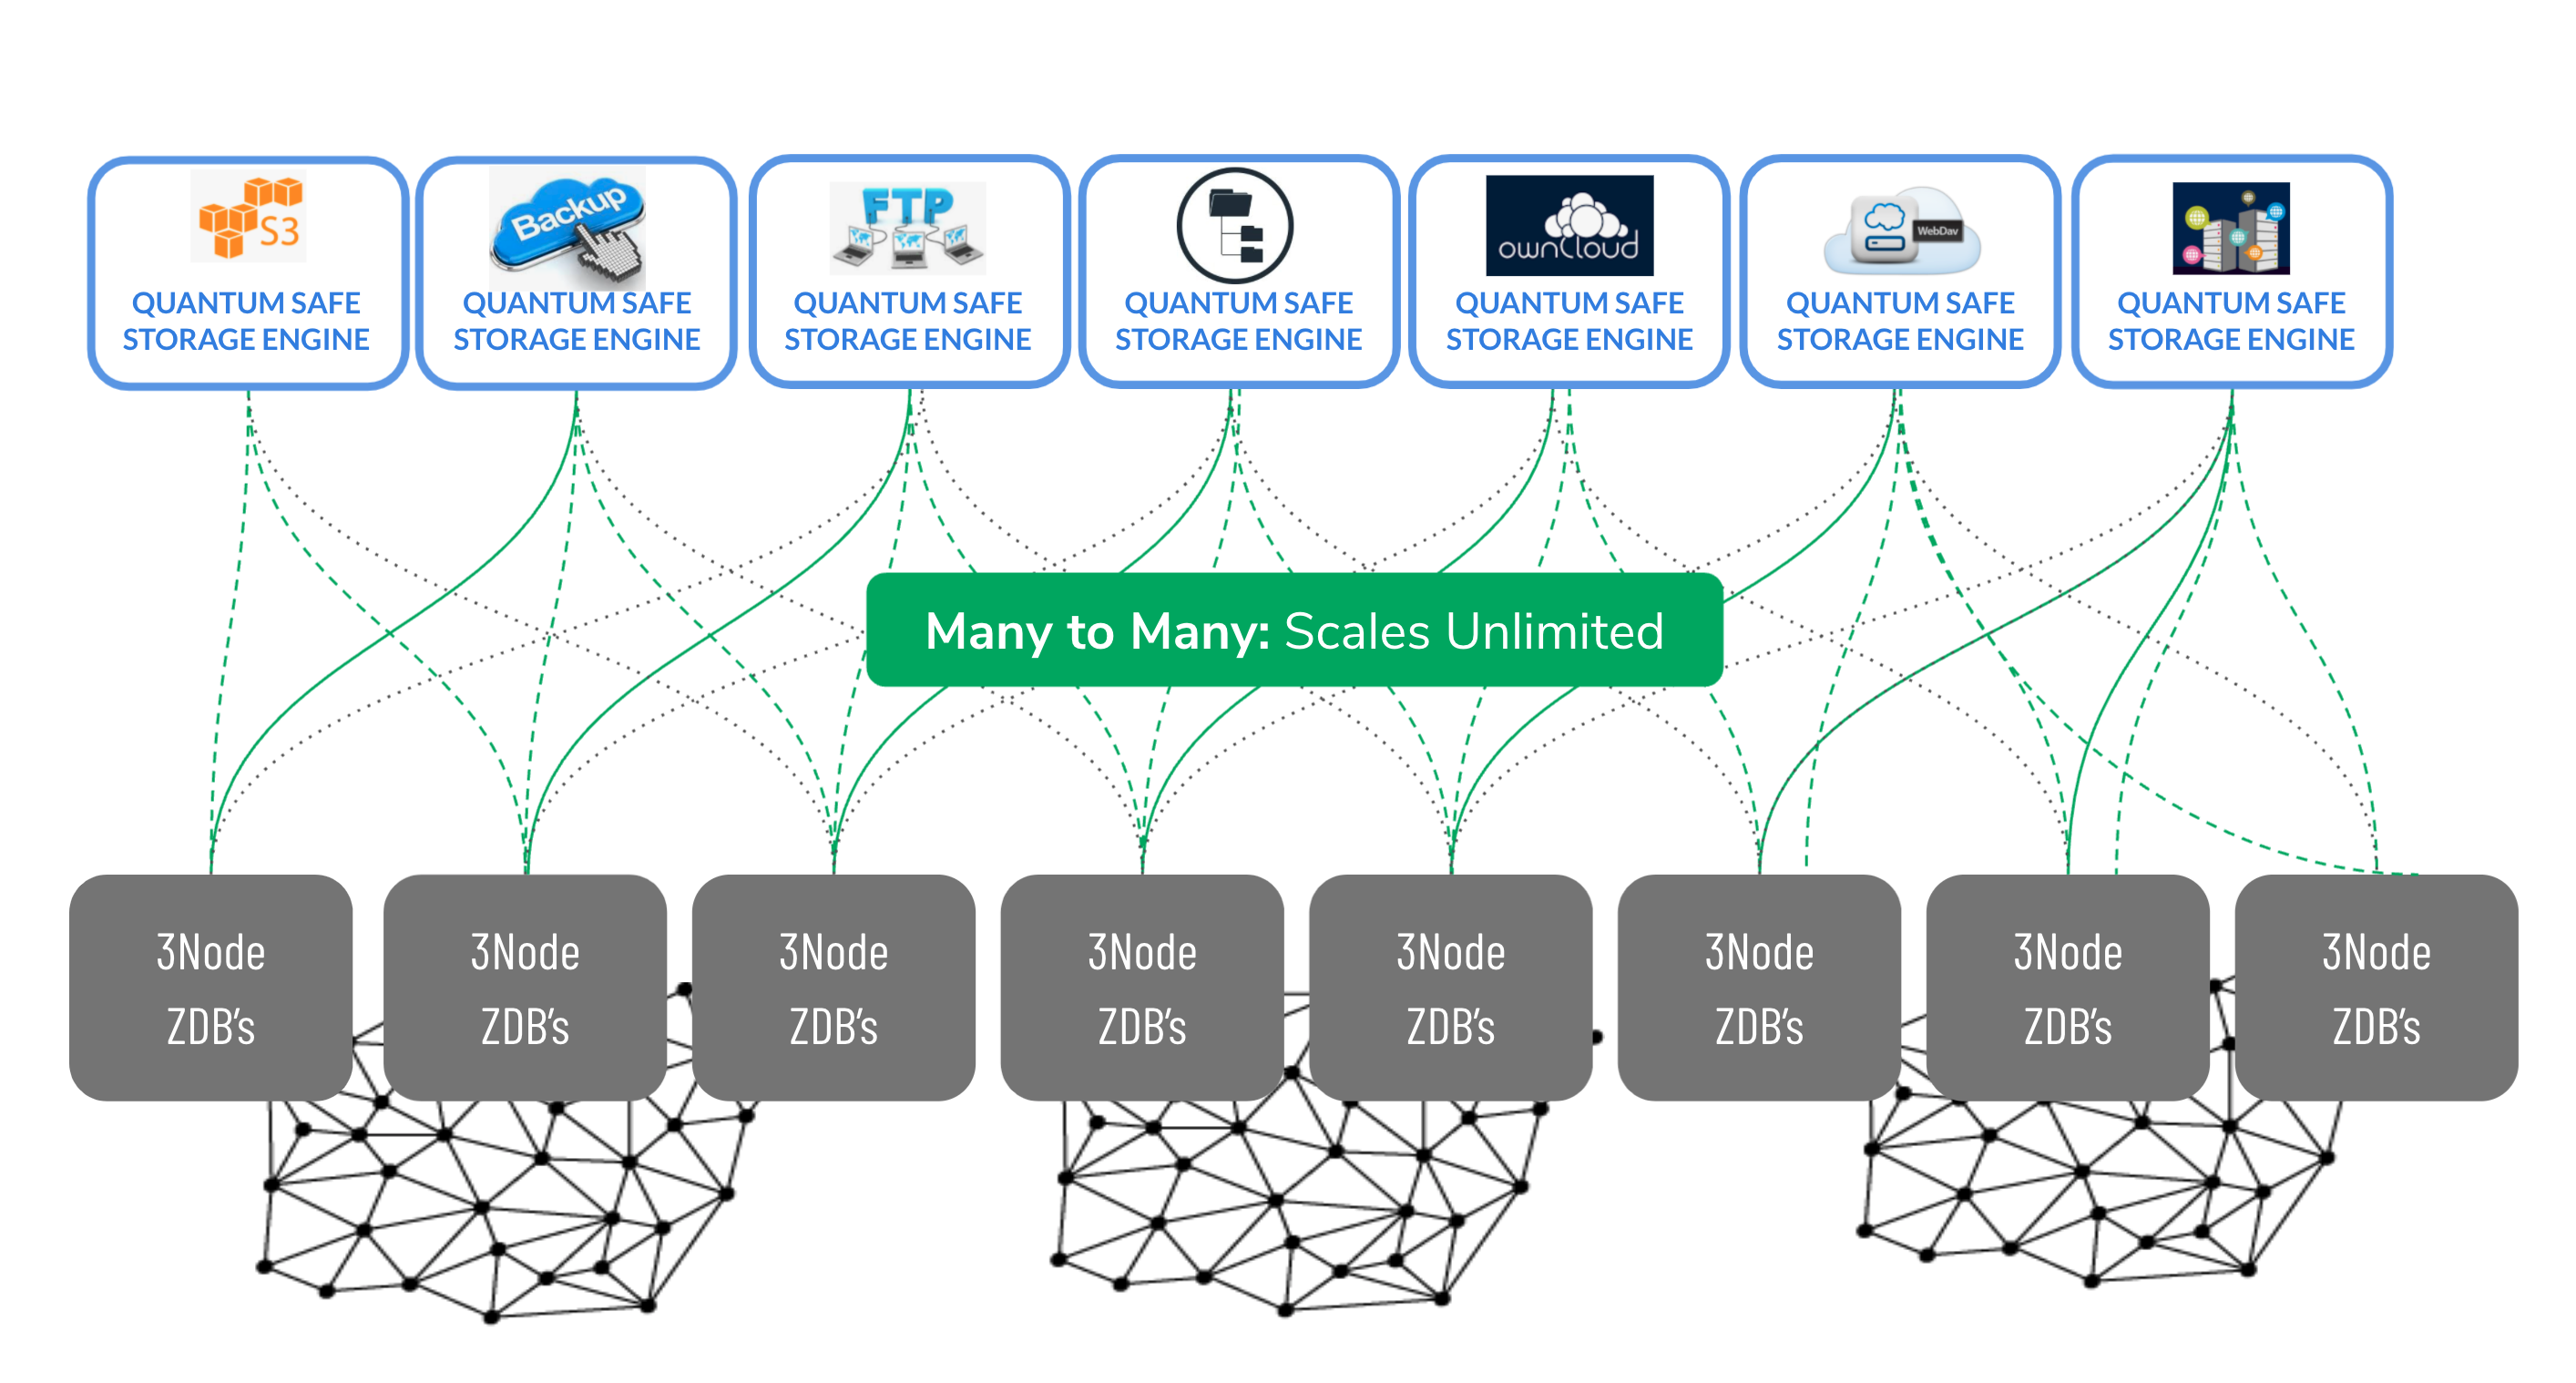 S3
QUANTUM SAFE
STORAGE ENGINE
Backup
QUANTUM SAFE
STORAGE ENGINE
FTP
QUANTUM SAFE
STORAGE ENGINE
QUANTUM SAFE
STORAGE ENGINE
ownCloud
QUANTUM SAFE
STORAGE ENGINE
WebDav
QUANTUM SAFE
STORAGE ENGINE
QUANTUM SAFE
STORAGE ENGINE
Many to Many: Scales Unlimited
3Node
ZDB’s
3Node
ZDB’s
3Node
ZDB’s
3Node
ZDB’s
3Node
ZDB’s
3Node
ZDB’s
3Node
ZDB’s
3Node
ZDB’s